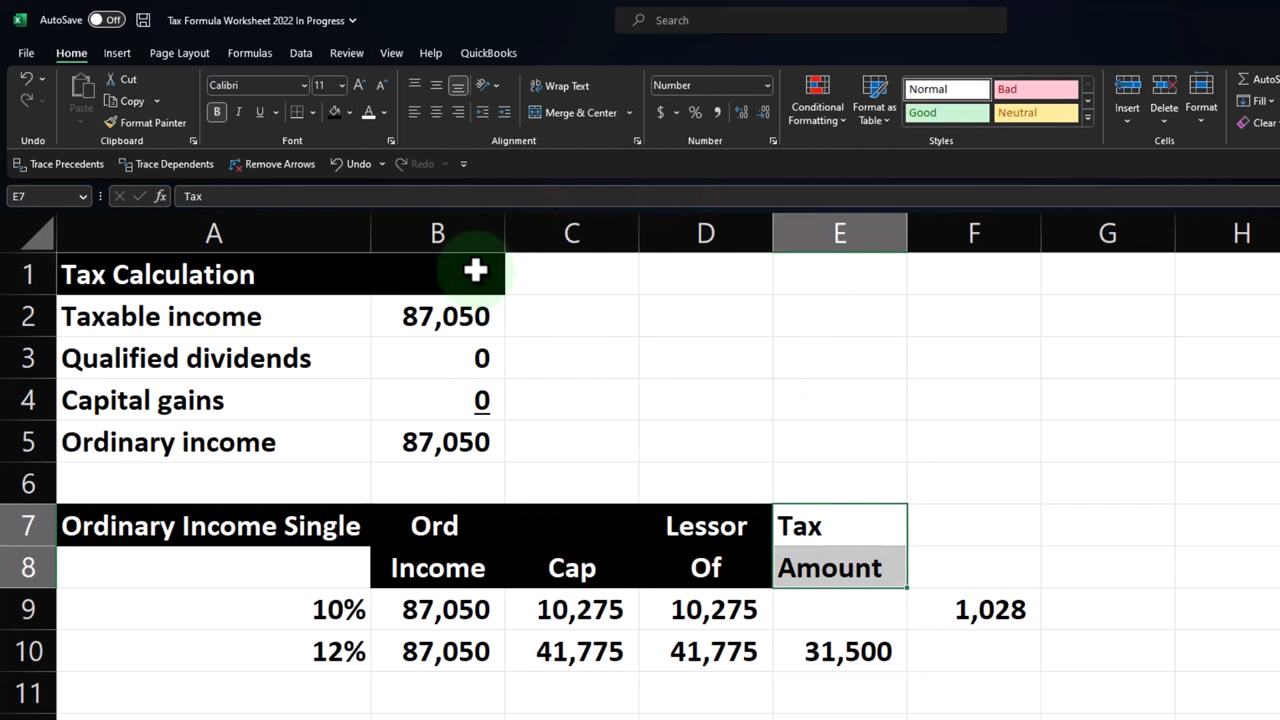 AutoSave Off Tax Formula Worksheet 2022 In Progress Search
File Home Insert Page Layout Formulas Data Review View Help QuickBooks
Paste Cut Copy Format Painter
Calibri 11 A A B I U A
Wrap Text Merge & Center
Number $ %
Conditional Formatting Format as Table
Normal Bad Good Neutral
Insert Delete Format
Fill Clear
Undo Clipboard Font Alignment Number Styles Cells
Trace Precedents Trace Dependents Remove Arrows Undo Redo
E7 fx Tax
A B C D E F G H
1 Tax Calculation
2 Taxable income 87,050
3 Qualified dividends 0
4 Capital gains 0
5 Ordinary income 87,050
6
7 Ordinary Income Single Ord Lessor Tax
8 Income Cap Of Amount
9 10% 87,050 10,275 10,275 1,028
10 12% 87,050 41,775 41,775 31,500
11